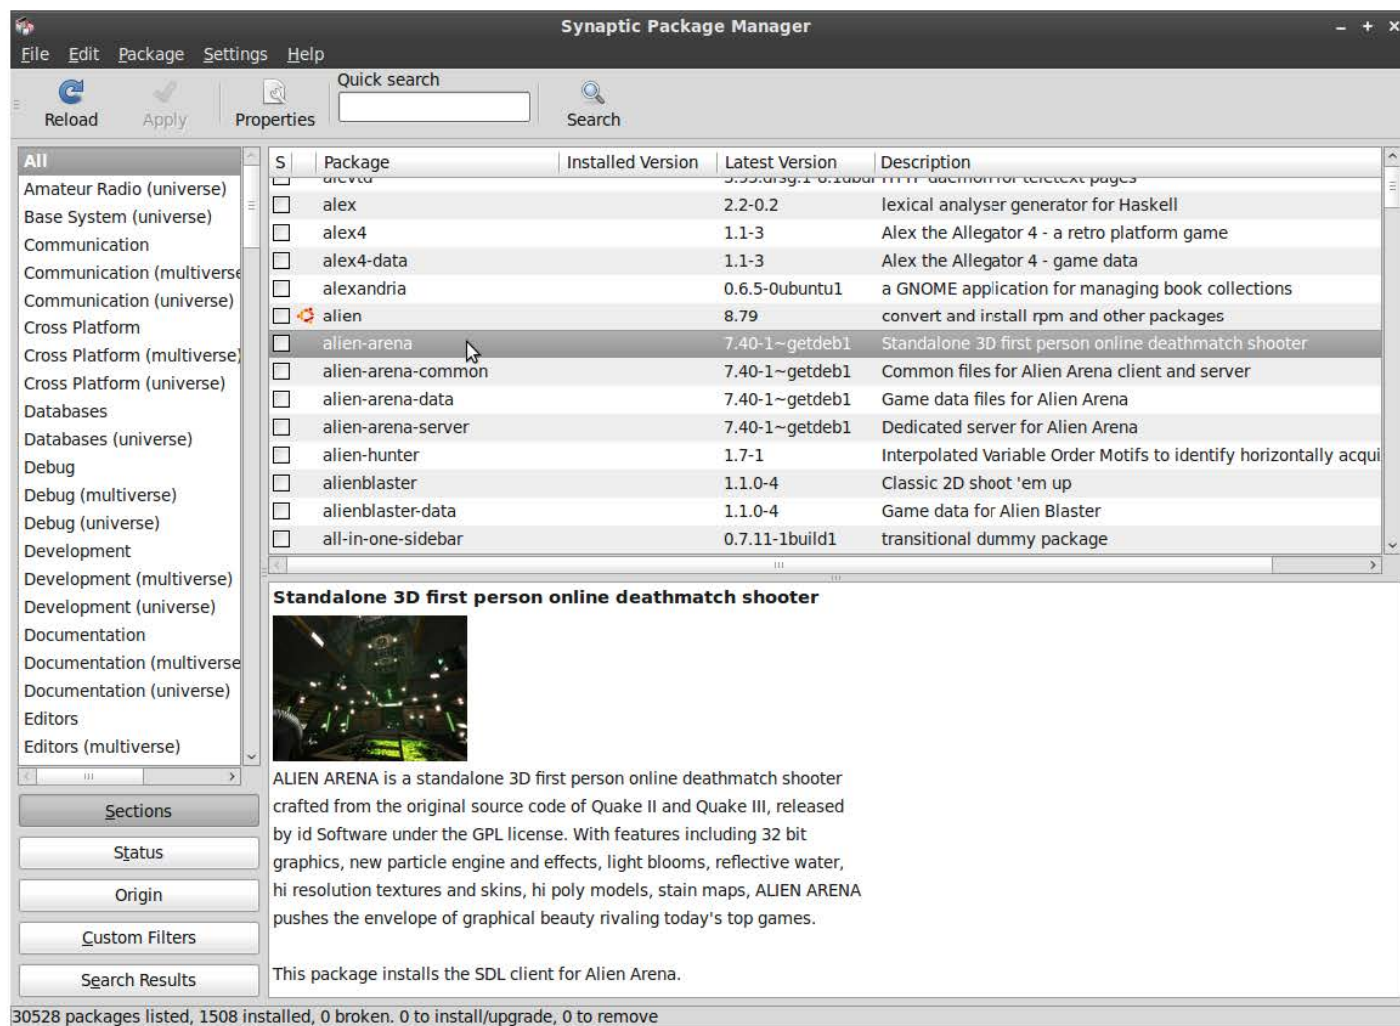 Synaptic Package Manager
File Edit Package Settings Help
Reload
Apply
Properties
Quick search
Search
All
Amateur Radio (universe)
Base System (universe)
Communication
Communication (multiverse
Communication (universe)
Cross Platform
Cross Platform (multiverse)
Cross Platform (universe)
Databases
Databases (universe)
Debug
Debug (multiverse)
Debug (universe)
Development
Development (multiverse)
Development (universe)
Documentation
Documentation (multiverse
Documentation (universe)
Editors
Editors (multiverse)
Sections
Status
Origin
Custom Filters
Search Results
S Package Installed Version Latest Version Description
HTTP daemon for teletext pages
alex 2.2-0.2 lexical analyser generator for Haskell
alex4 1.1-3 Alex the Allegator 4 - a retro platform game
alex4-data 1.1-3 Alex the Allegator 4 - game data
alexandria 0.6.5-0ubuntu1 a GNOME application for managing book collections
alien 8.79 convert and install rpm and other packages
alien-arena 7.40-1~getdeb1 Standalone 3D first person online deathmatch shooter
alien-arena-common 7.40-1~getdeb1 Common files for Alien Arena client and server
alien-arena-data 7.40-1~getdeb1 Game data files for Alien Arena
alien-arena-server 7.40-1~getdeb1 Dedicated server for Alien Arena
alien-hunter 1.7-1 Interpolated Variable Order Motifs to identify horizontally acqui
alienblaster 1.1.0-4 Classic 2D shoot 'em up
alienblaster-data 1.1.0-4 Game data for Alien Blaster
all-in-one-sidebar 0.7.11-1build1 transitional dummy package
Standalone 3D first person online deathmatch shooter
ALIEN ARENA is a standalone 3D first person online deathmatch shooter
crafted from the original source code of Quake II and Quake III, released
by id Software under the GPL license. With features including 32 bit
graphics, new particle engine and effects, light blooms, reflective water,
hi resolution textures and skins, hi poly models, stain maps, ALIEN ARENA
pushes the envelope of graphical beauty rivaling today's top games.
This package installs the SDL client for Alien Arena.
30528 packages listed, 1508 installed, 0 broken. 0 to install/upgrade, 0 to remove